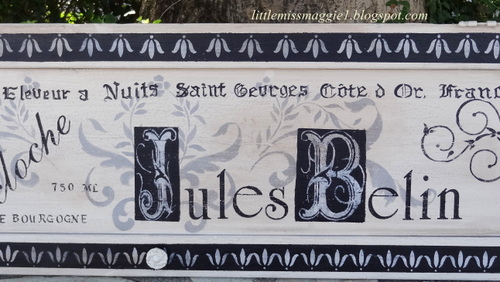 littlemissmaggie1.blogspot.com
Eleveur a Nuits Saint Georges Côte d Or. Franc
loche
750 ML
Jules Belin
E BOURGOGNE